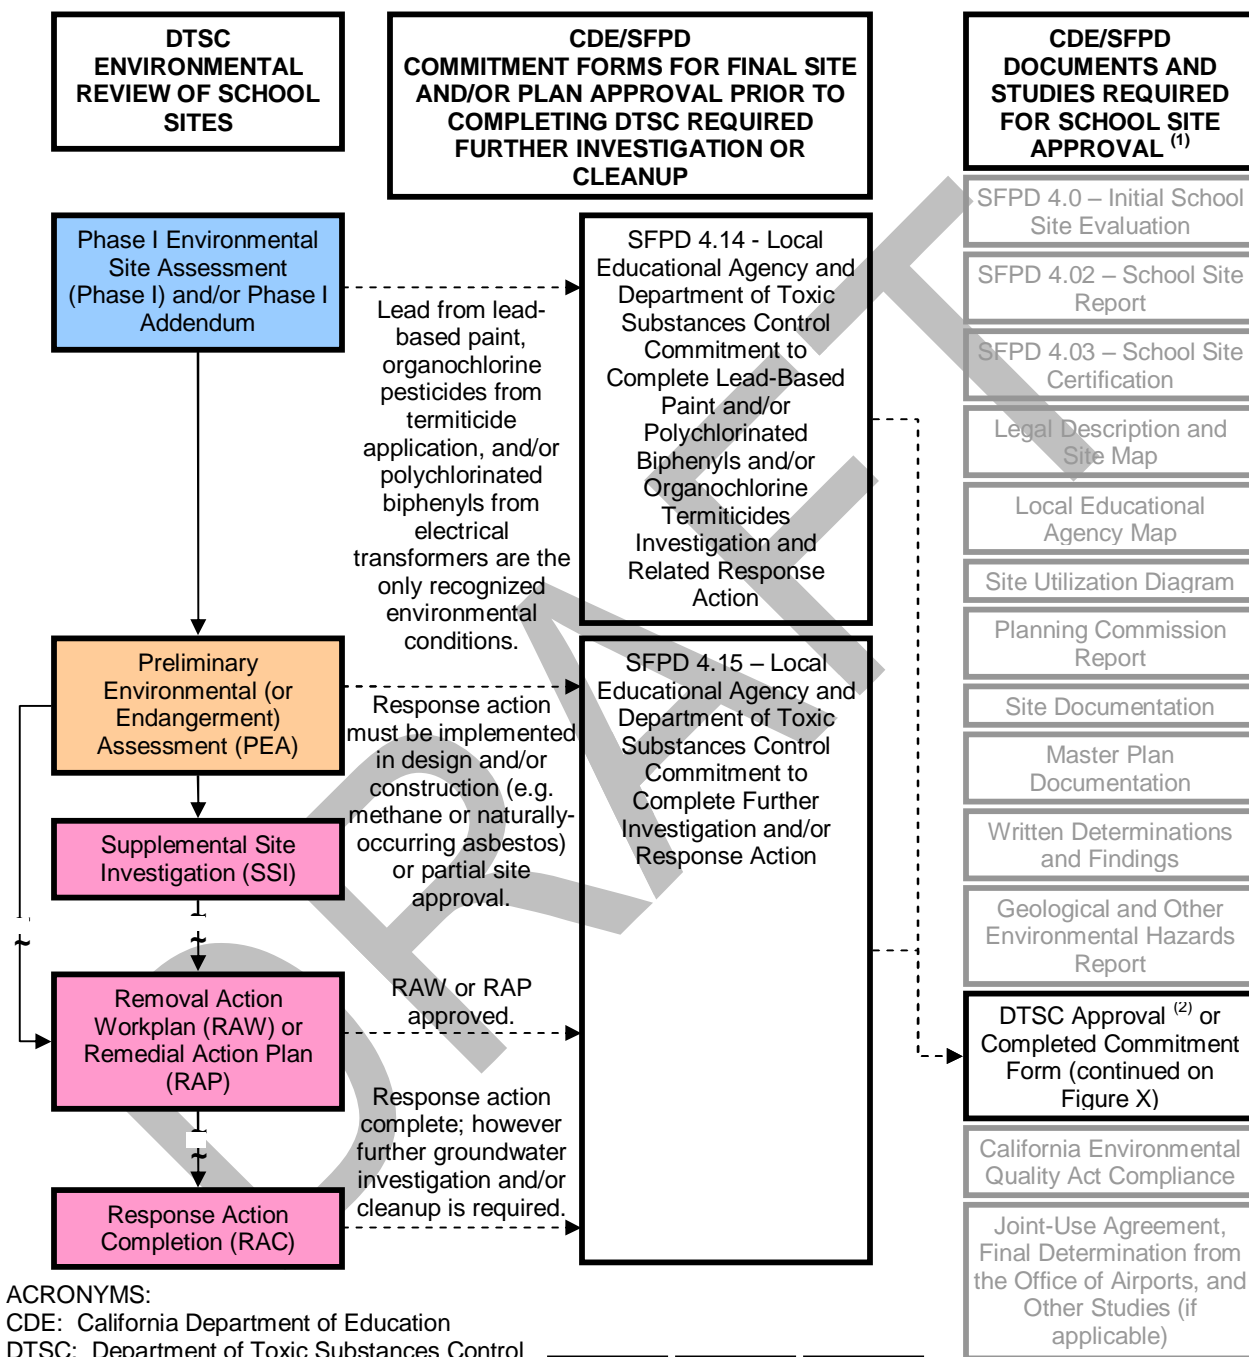 DTSC
ENVIRONMENTAL
REVIEW OF SCHOOL
SITES
CDE/SFPD
COMMITMENT FORMS FOR FINAL SITE
AND/OR PLAN APPROVAL PRIOR TO
COMPLETING DTSC REQUIRED
FURTHER INVESTIGATION OR
CLEANUP
CDE/SFPD
DOCUMENTS AND
STUDIES REQUIRED
FOR SCHOOL SITE
APPROVAL (1)
Phase I Environmental
Site Assessment
(Phase I) and/or Phase I
Addendum
Lead from lead-
based paint,
organochlorine
pesticides from
termiticide
application, and/or
polychlorinated
biphenyls from
electrical
transformers are the
only recognized
environmental
conditions.
SFPD 4.14 - Local
Educational Agency and
Department of Toxic
Substances Control
Commitment to
Complete Lead-Based
Paint and/or
Polychlorinated
Biphenyls and/or
Organochlorine
Termiticides
Investigation and
Related Response
Action
Preliminary
Environmental (or
Endangerment)
Assessment (PEA)
Response action
must be implemented
in design and/or
construction (e.g.
methane or naturally-
occurring asbestos)
or partial site
approval.
SFPD 4.15 – Local
Educational Agency and
Department of Toxic
Substances Control
Commitment to
Complete Further
Investigation and/or
Response Action
Supplemental Site
Investigation (SSI)
~
~
Removal Action
Workplan (RAW) or
Remedial Action Plan
(RAP)
RAW or RAP
approved.
~
Response action
complete; however
further groundwater
investigation and/or
cleanup is required.
Response Action
Completion (RAC)
SFPD 4.0 – Initial School
Site Evaluation
SFPD 4.02 – School Site
Report
SFPD 4.03 – School Site
Certification
Legal Description and
Site Map
Local Educational
Agency Map
Site Utilization Diagram
Planning Commission
Report
Site Documentation
Master Plan
Documentation
Written Determinations
and Findings
Geological and Other
Environmental Hazards
Report
DTSC Approval (2) or
Completed Commitment
Form (continued on
Figure X)
California Environmental
Quality Act Compliance
Joint-Use Agreement,
Final Determination from
the Office of Airports, and
Other Studies (if
applicable)
ACRONYMS:
CDE: California Department of Education
DTSC: Department of Toxic Substances Control
DRAFT